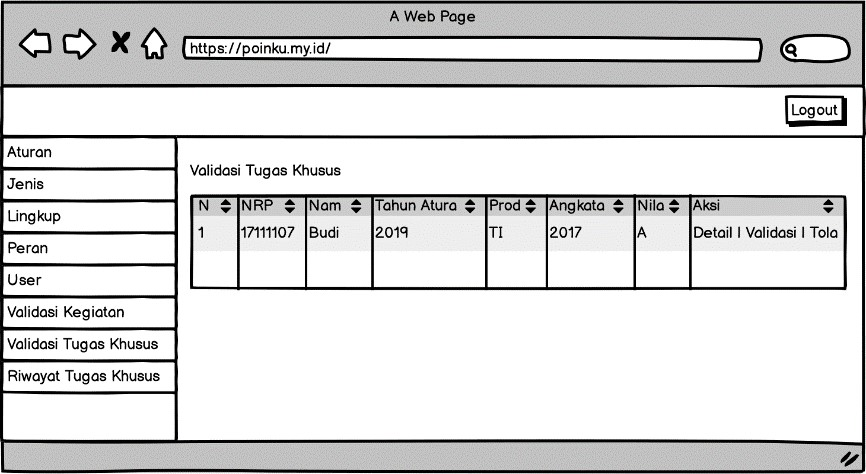 A Web Page
https://poinku.my.id/
Logout
Aturan
Jenis
Lingkup
Peran
User
Validasi Kegiatan
Validasi Tugas Khusus
Riwayat Tugas Khusus
Validasi Tugas Khusus
N NRP Nam Tahun Atura Prod Angkata Nila Aksi
1 17111107 Budi 2019 TI 2017 A Detail | Validasi | Tola